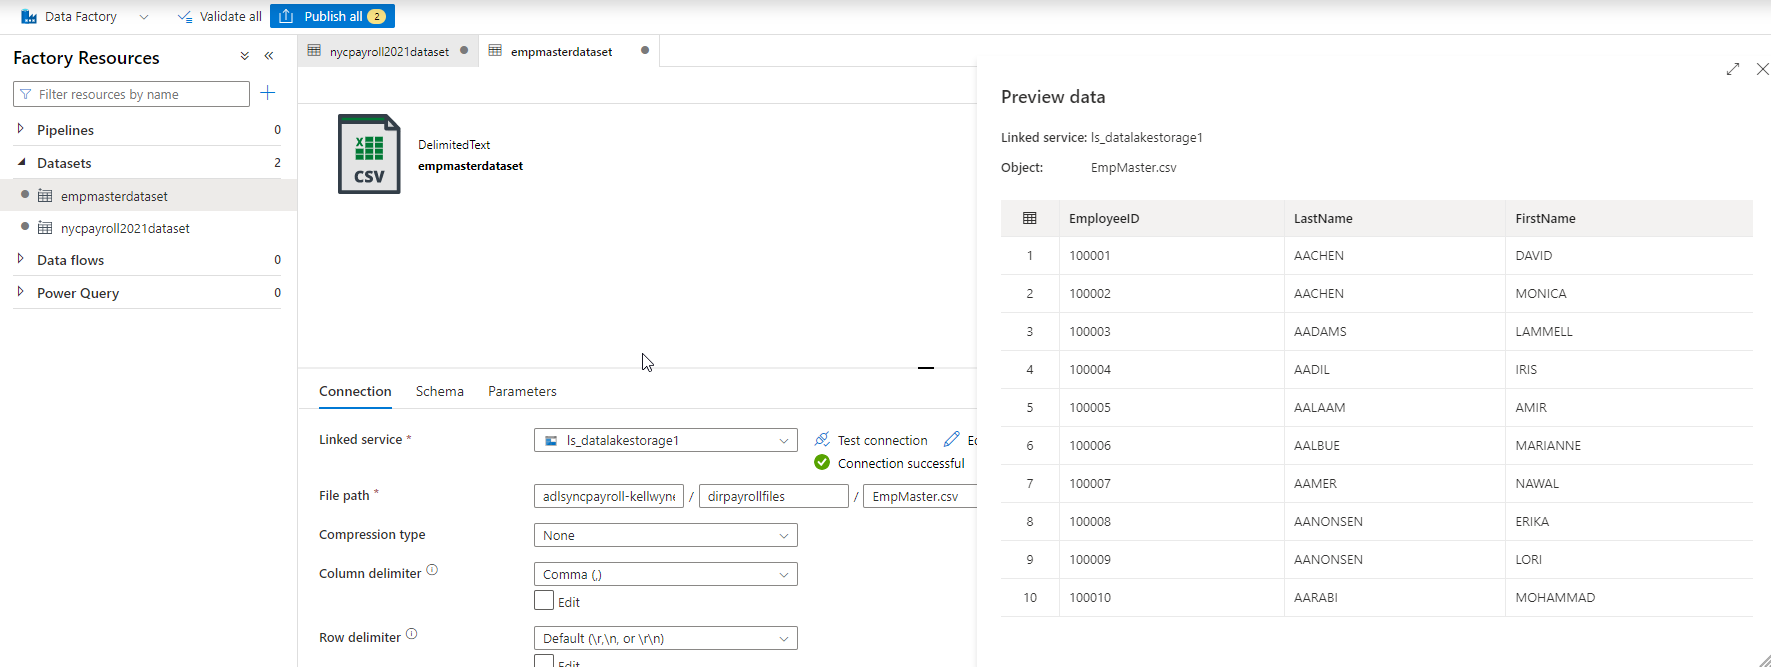 Data Factory
Validate all
Publish all 2
Factory Resources
Filter resources by name
Pipelines 0
Datasets 2
empmasterdataset
nycpayroll2021dataset
Data flows 0
Power Query 0
nycpayroll2021dataset
empmasterdataset
CSV
DelimitedText
empmasterdataset
Connection Schema Parameters
Linked service * ls_datalakestorage1 Test connection
Connection successful
File path * adlsyncpayroll-kellwyne / dirpayrollfiles / EmpMaster.csv
Compression type None
Column delimiter Comma (,)
Edit
Row delimiter Default (\r,\n, or \r\n)
Edit
Preview data
Linked service: ls_datalakestorage1
Object: EmpMaster.csv
EmployeeID LastName FirstName
1 100001 AACHEN DAVID
2 100002 AACHEN MONICA
3 100003 AADAMS LAMMELL
4 100004 AADIL IRIS
5 100005 AALAAM AMIR
6 100006 AALBUE MARIANNE
7 100007 AAMER NAWAL
8 100008 AANONSEN ERIKA
9 100009 AANONSEN LORI
10 100010 AARABI MOHAMMAD